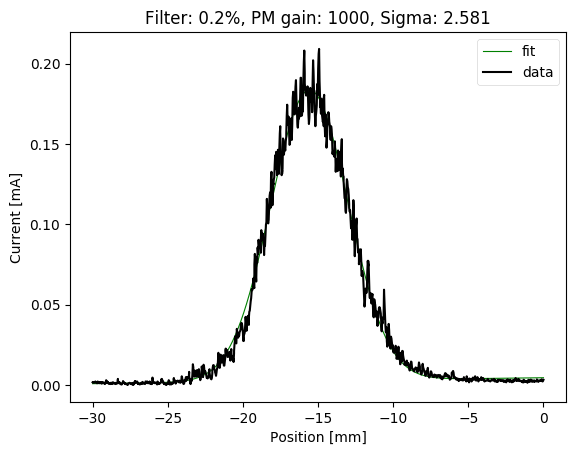 Filter: 0.2%, PM gain: 1000, Sigma: 2.581
fit
data
0.20
0.15
0.10
0.05
0.00
Current [mA]
−30
−25
−20
−15
−10
−5
0
Position [mm]